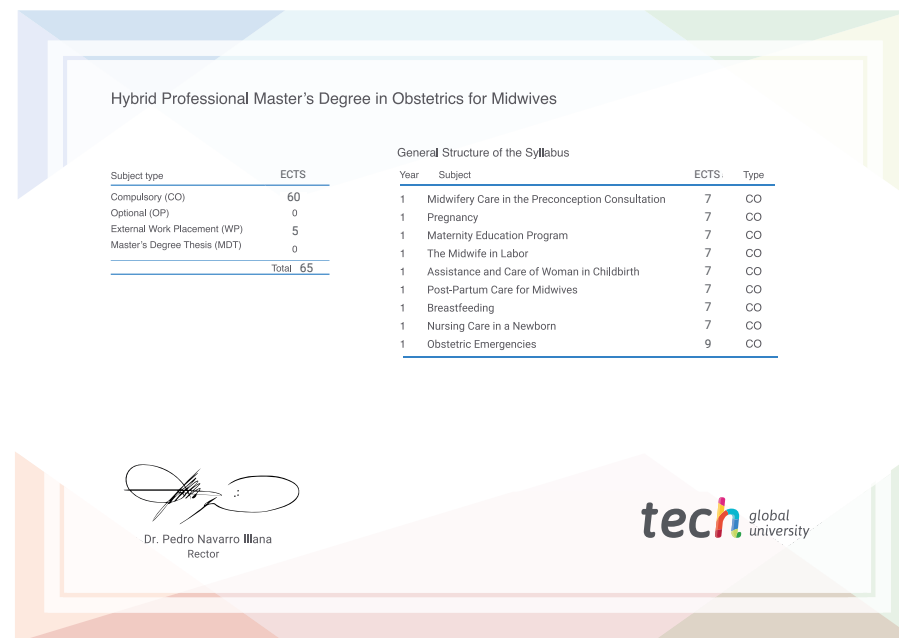 Hybrid Professional Master's Degree in Obstetrics for Midwives
Subject type ECTS
Compulsory (CO) 60
Optional (OP) 0
External Work Placement (WP) 5
Master's Degree Thesis (MDT) 0
Total 65
General Structure of the Syllabus
Year Subject ECTS. Type
1 Midwifery Care in the Preconception Consultation 7 CO
1 Pregnancy 7 CO
1 Maternity Education Program 7 CO
1 The Midwife in Labor 7 CO
1 Assistance and Care of Woman in Childbirth 7 CO
1 Post-Partum Care for Midwives 7 CO
1 Breastfeeding 7 CO
1 Nursing Care in a Newborn 7 CO
1 Obstetric Emergencies 9 CO
Dr. Pedro Navarro Illana
Rector
tech global
university